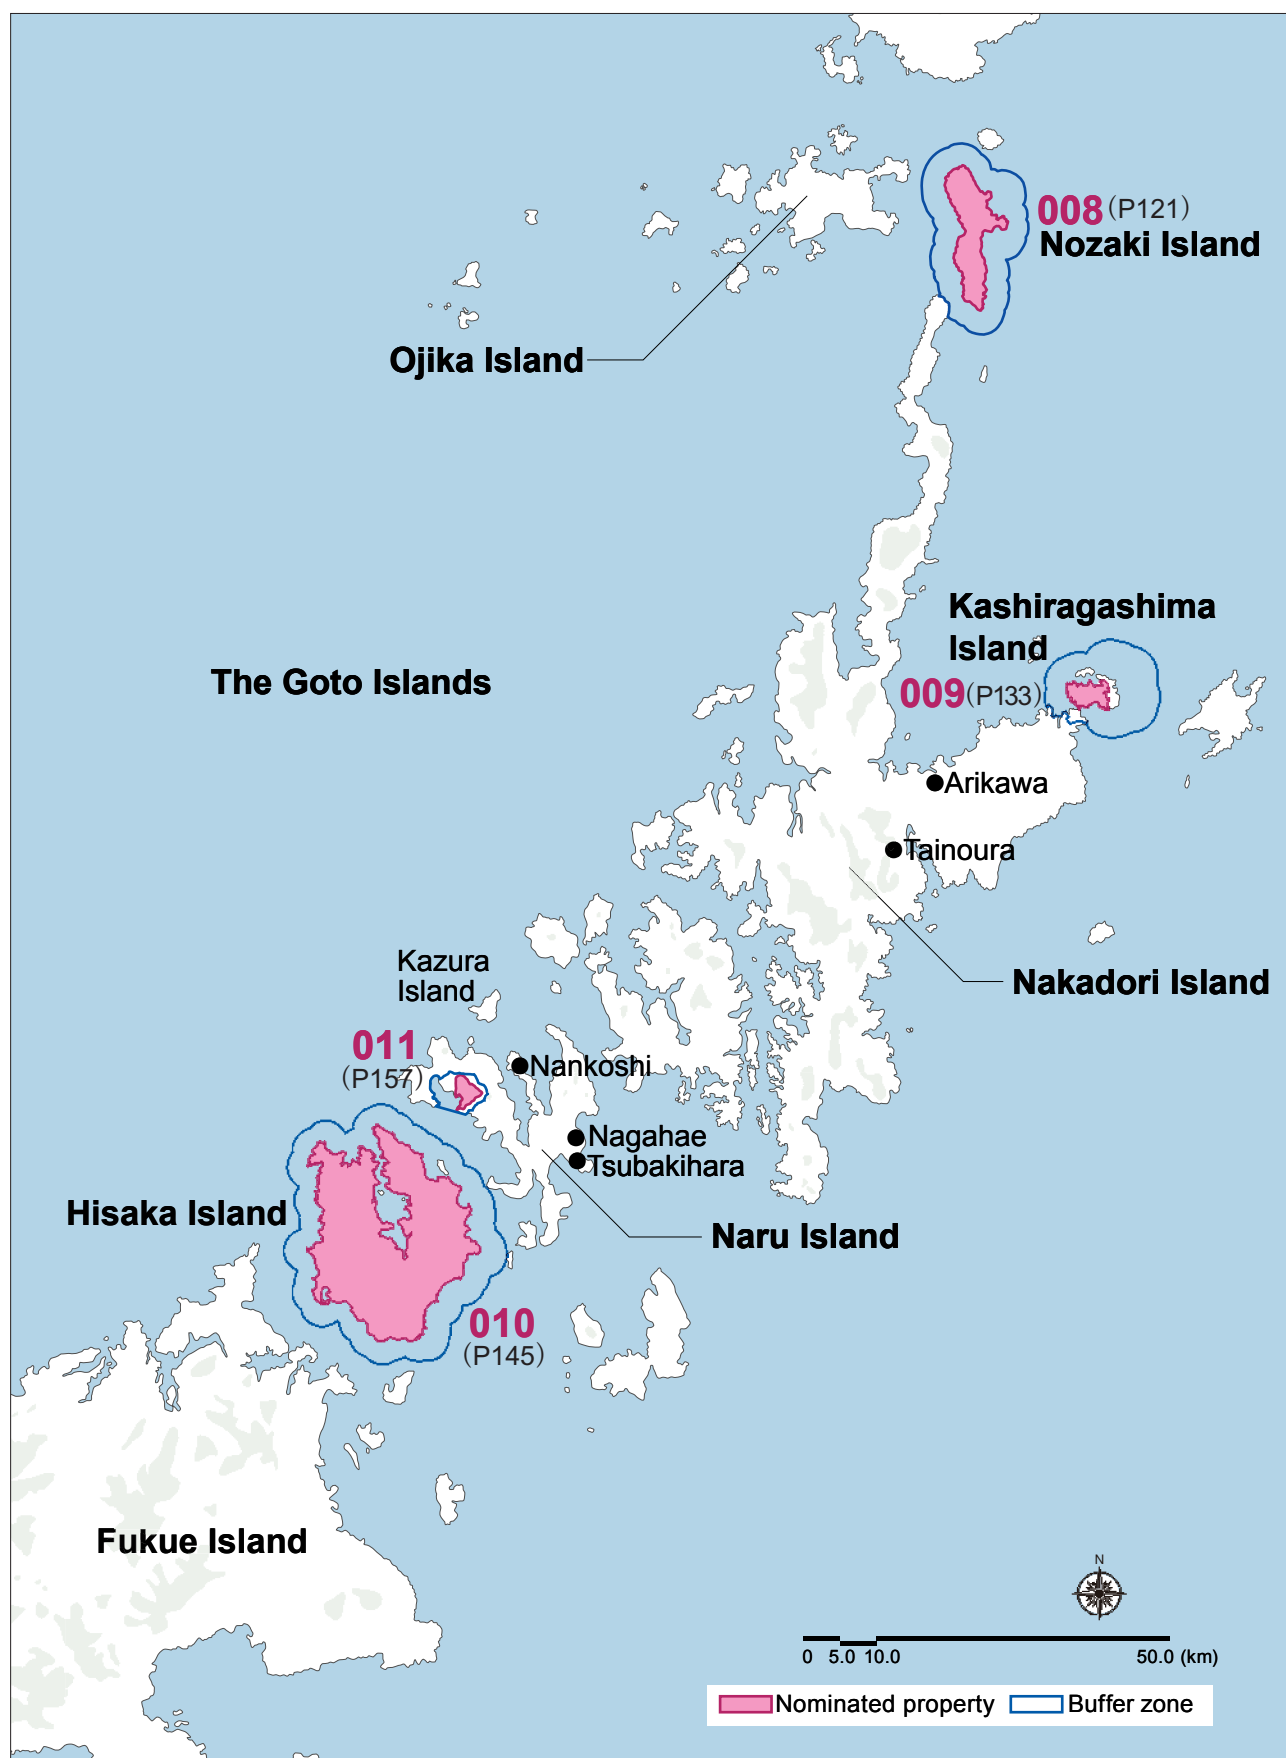 008 (P121)
Nozaki Island
Ojika Island
Kashiragashima
Island
The Goto Islands
009 (P133)
Arikawa
Tainoura
Kazura
Island
Nakadori Island
011
(P157)
Nankoshi
Nagahae
Tsubakihara
Hisaka Island
Naru Island
010
(P145)
Fukue Island
N
0 5.0 10.0 50.0 (km)
Nominated property Buffer zone